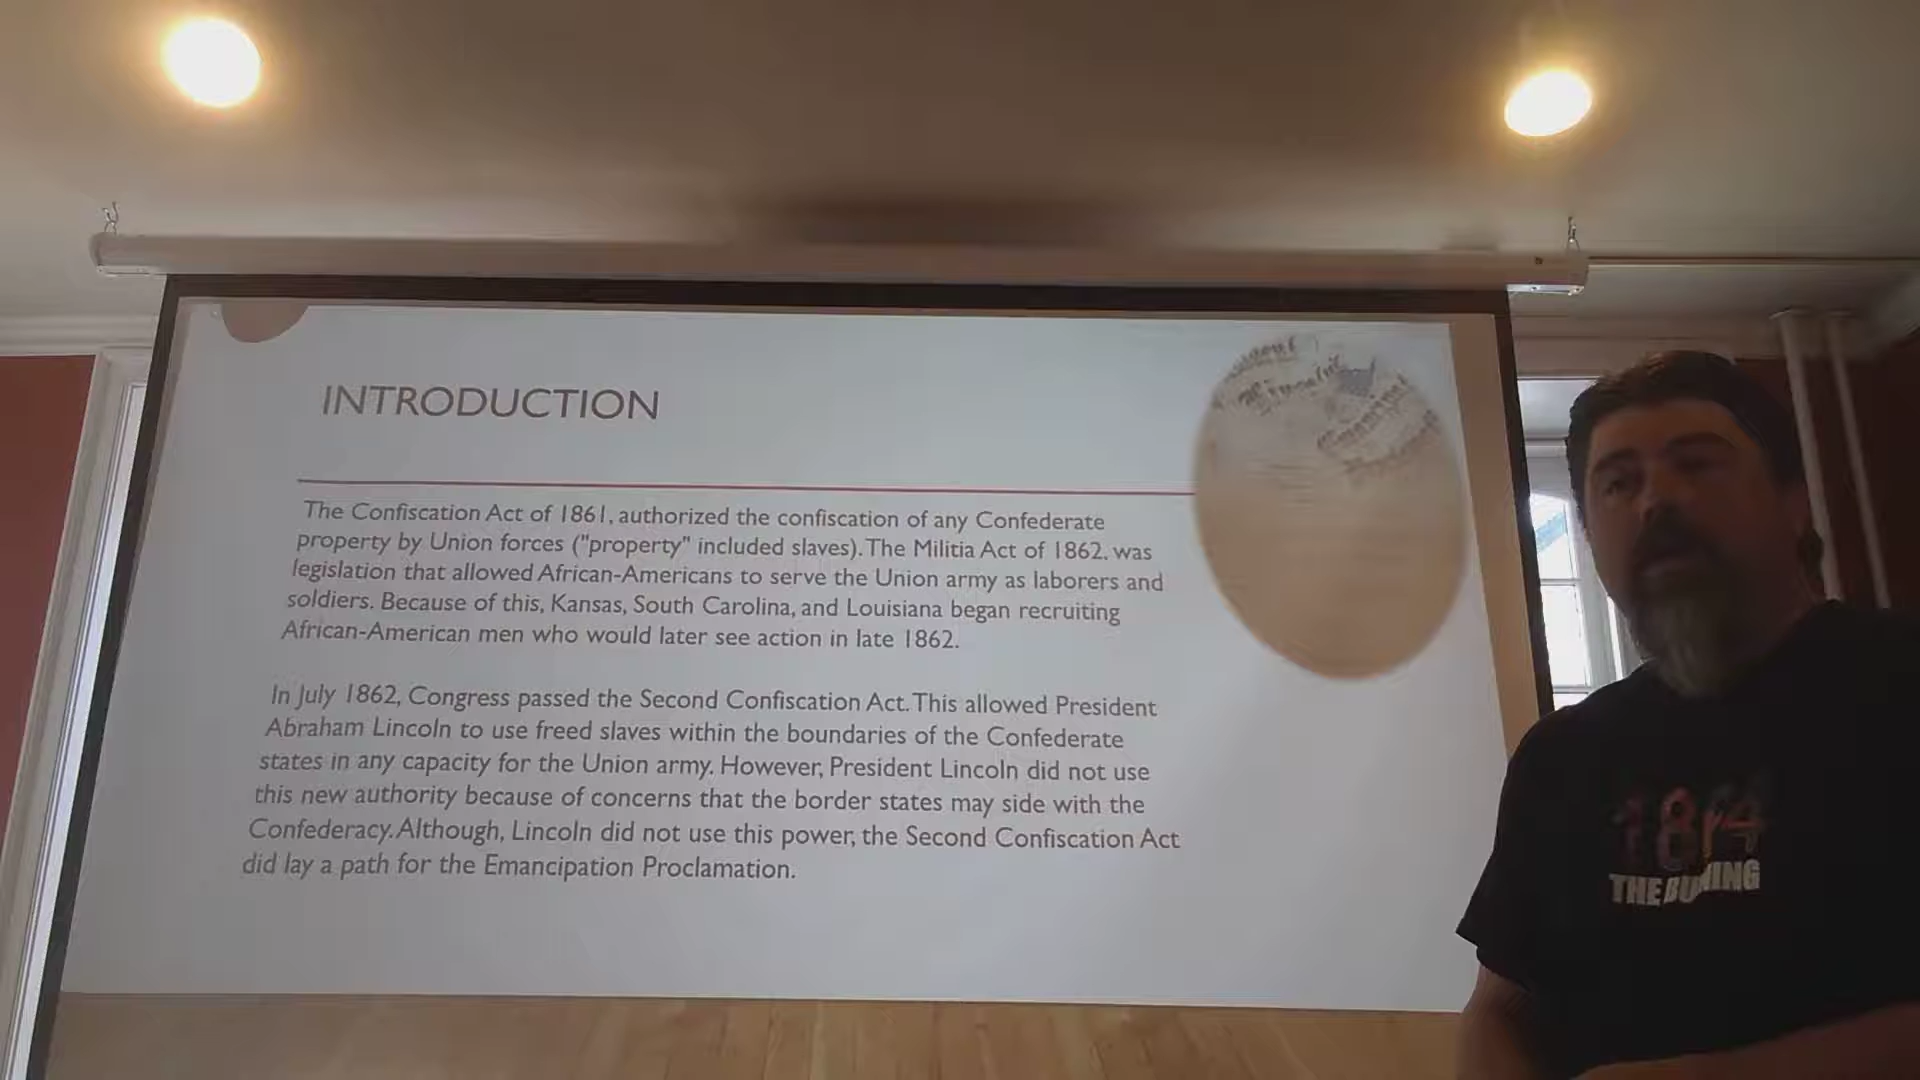 INTRODUCTION
The Confiscation Act of 1861, authorized the confiscation of any Confederate
property by Union forces ("property" included slaves). The Militia Act of 1862, was
legislation that allowed African-Americans to serve the Union army as laborers and
soldiers. Because of this, Kansas, South Carolina, and Louisiana began recruiting
African-American men who would later see action in late 1862.
In July 1862, Congress passed the Second Confiscation Act. This allowed President
Abraham Lincoln to use freed slaves within the boundaries of the Confederate
states in any capacity for the Union army. However, President Lincoln did not use
this new authority because of concerns that the border states may side with the
Confederacy. Although, Lincoln did not use this power, the Second Confiscation Act
did lay a path for the Emancipation Proclamation.
THE BURNING